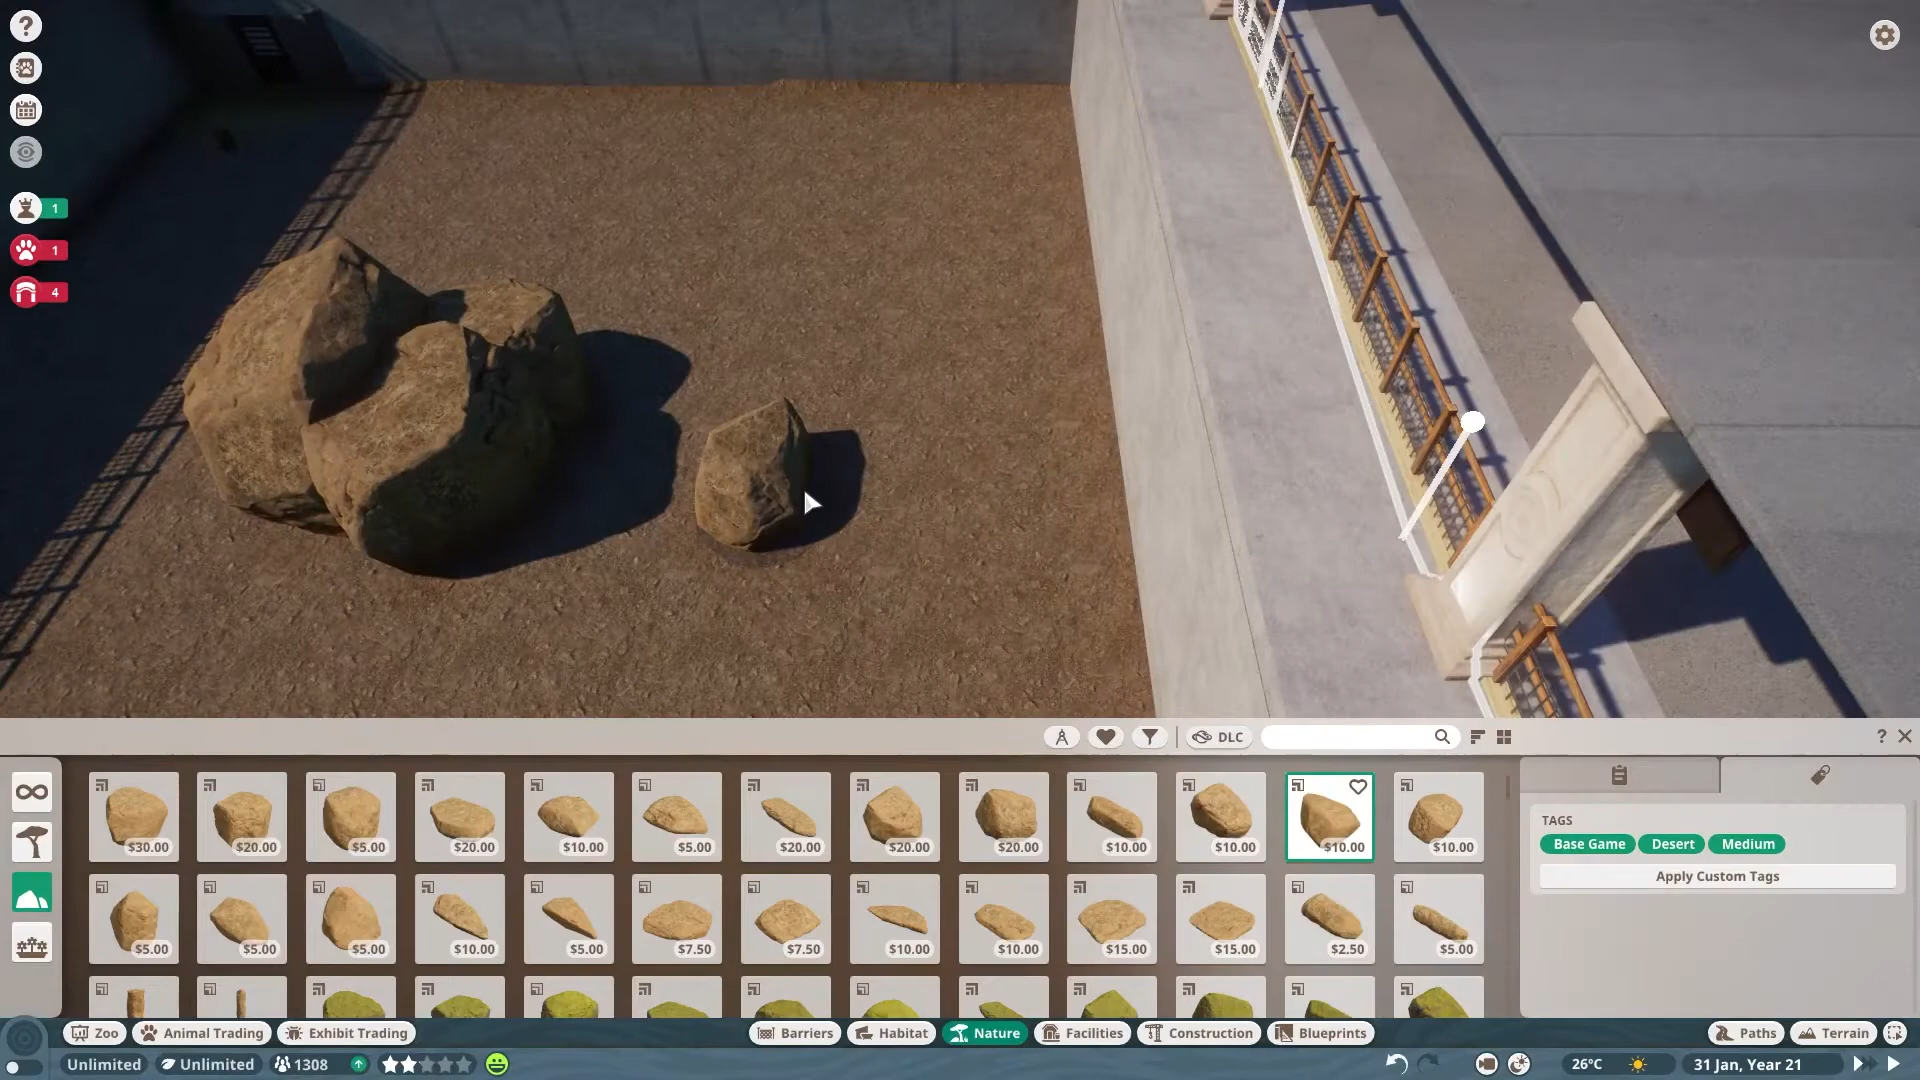 ?
1
1
4
DLC
? 
$30.00 $20.00 $5.00 $20.00 $10.00 $5.00 $20.00 $20.00 $20.00 $10.00 $10.00 $10.00 $10.00
$5.00 $5.00 $5.00 $10.00 $5.00 $7.50 $7.50 $10.00 $10.00 $15.00 $15.00 $2.50 $5.00
TAGS
Base Game Desert Medium
Apply Custom Tags
Zoo Animal Trading Exhibit Trading Barriers Habitat Nature Facilities Construction Blueprints Paths Terrain
Unlimited Unlimited 1308 26°C 31 Jan, Year 21